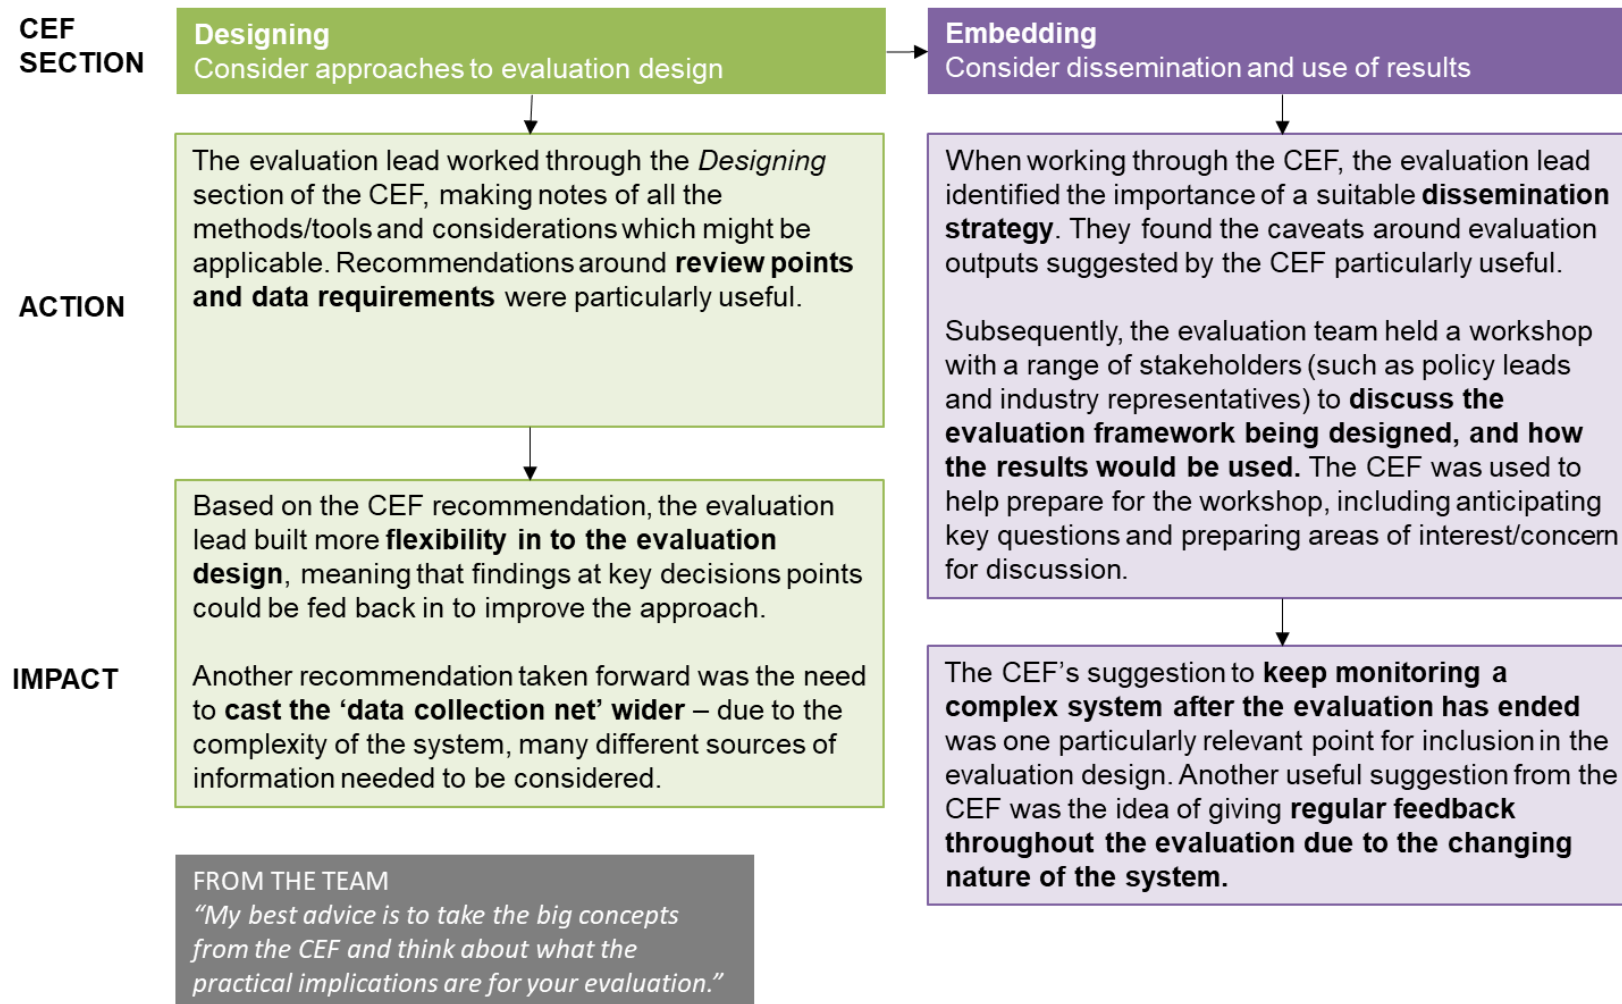 CEF
SECTION
Designing
Consider approaches to evaluation design
Embedding
Consider dissemination and use of results
ACTION
The evaluation lead worked through the Designing
section of the CEF, making notes of all the
methods/tools and considerations which might be
applicable. Recommendations around review points
and data requirements were particularly useful.
When working through the CEF, the evaluation lead
identified the importance of a suitable dissemination
strategy. They found the caveats around evaluation
outputs suggested by the CEF particularly useful.
Subsequently, the evaluation team held a workshop
with a range of stakeholders (such as policy leads
and industry representatives) to discuss the
evaluation framework being designed, and how
the results would be used. The CEF was used to
help prepare for the workshop, including anticipating
key questions and preparing areas of interest/concern
for discussion.
IMPACT
Based on the CEF recommendation, the evaluation
lead built more flexibility in to the evaluation
design, meaning that findings at key decisions points
could be fed back in to improve the approach.
Another recommendation taken forward was the need
to cast the ‘data collection net’ wider – due to the
complexity of the system, many different sources of
information needed to be considered.
The CEF’s suggestion to keep monitoring a
complex system after the evaluation has ended
was one particularly relevant point for inclusion in the
evaluation design. Another useful suggestion from the
CEF was the idea of giving regular feedback
throughout the evaluation due to the changing
nature of the system.
FROM THE TEAM
“My best advice is to take the big concepts
from the CEF and think about what the
practical implications are for your evaluation.”